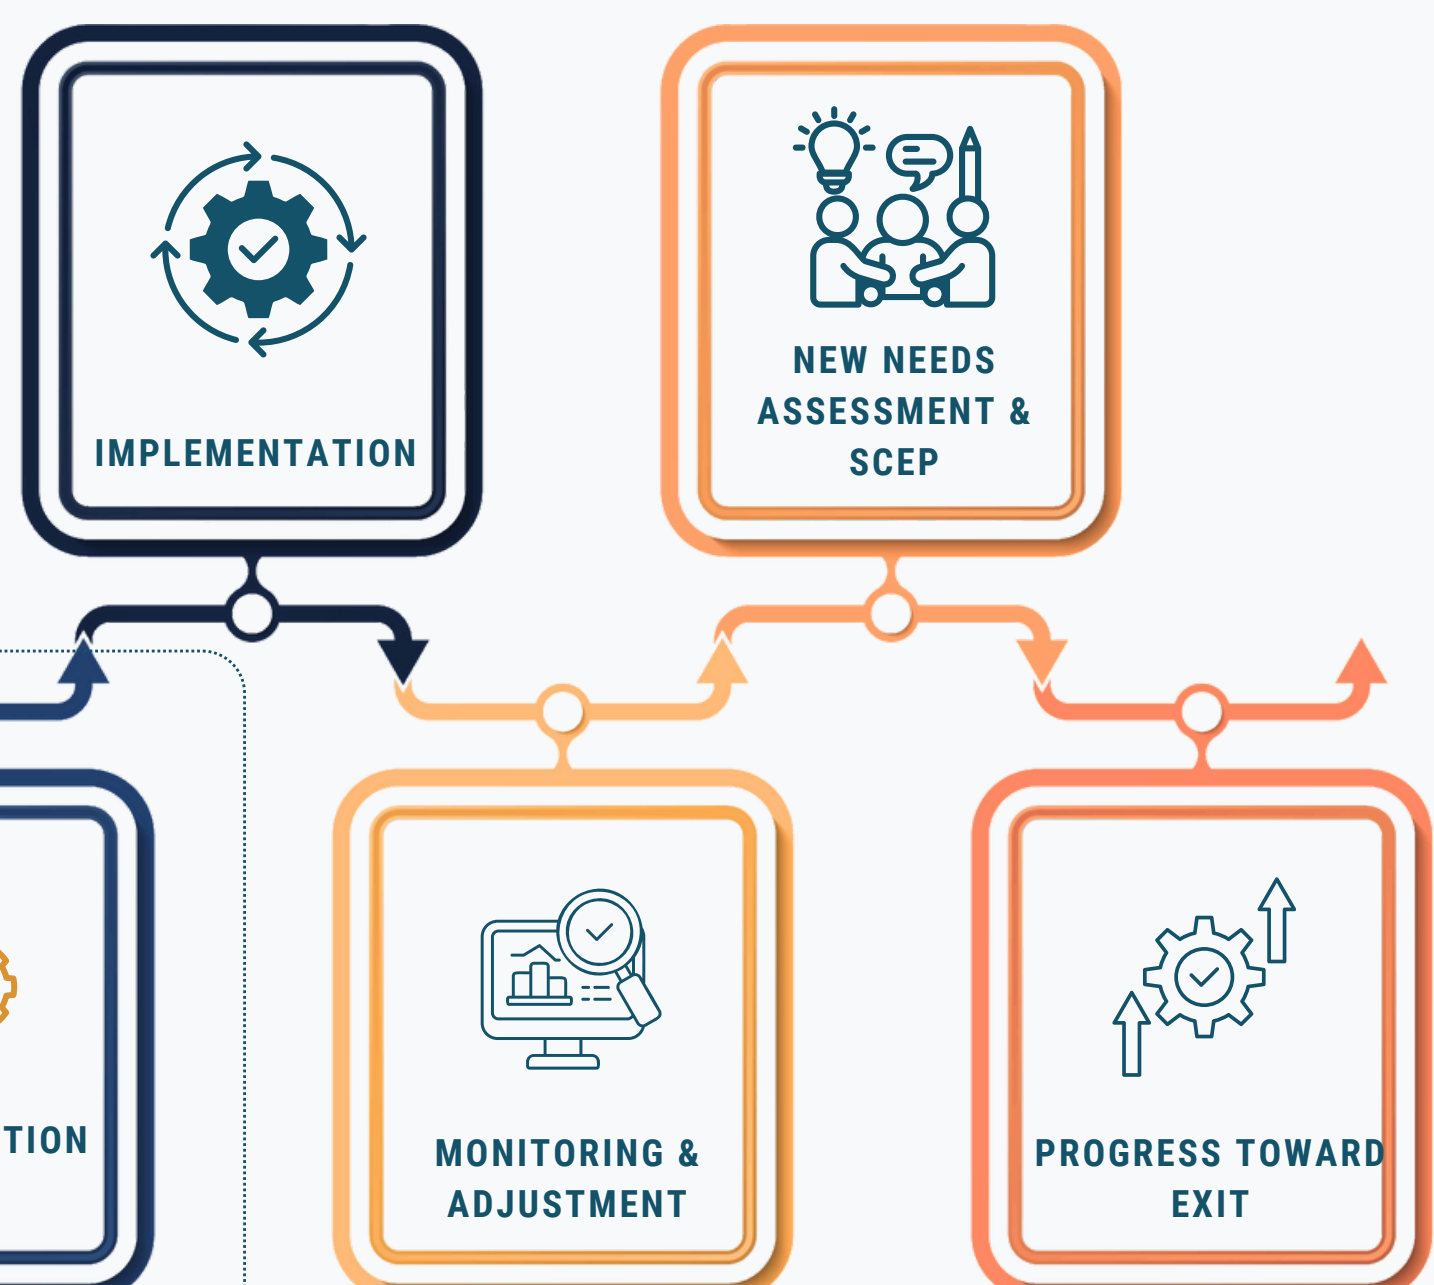 IMPLEMENTATION
NEW NEEDS
ASSESSMENT &
SCEP
TION
MONITORING &
ADJUSTMENT
PROGRESS TOWARD
EXIT